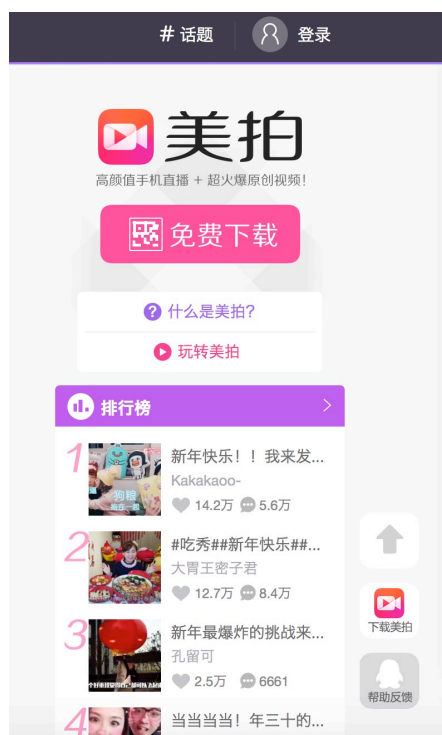 # 话题
登录
美拍
高颜值手机直播 + 超火爆原创视频!
免费下载
? 什么是美拍?
玩转美拍
排行榜
1
新年快乐！！我来发...
Kakakaoo-
14.2万 5.6万
狗粮
2
#吃秀##新年快乐##...
大胃王密子君
12.7万 8.4万
3
新年最爆炸的挑战来...
孔留可
2.5万 6661
4
当当当当！年三十的...
下载美拍
帮助反馈